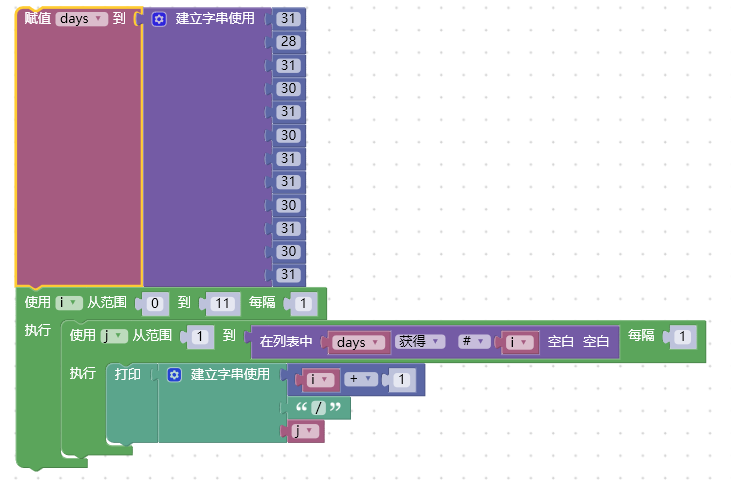 赋值 days 到 建立字串使用 31
28
31
30
31
30
31
31
30
31
30
31
使用 i 从范围 0 到 11 每隔 1
执行 使用 j 从范围 1 到 在列表中 days 获得 # i 空白 空白 每隔 1
执行 打印 建立字串使用 i + 1
“ / ”
j